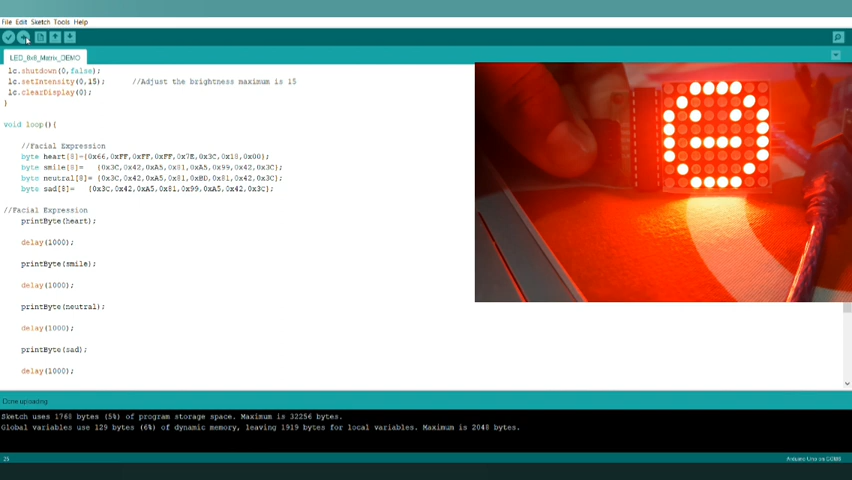 File Edit Sketch Tools Help
LED_8x8_Matrix_DEMO
lc.shutdown(0,false);
lc.setIntensity(0,15); //Adjust the brightness maximum is 15
lc.clearDisplay(0);
}
void loop(){
//Facial Expression
byte heart[8]={0x66,0xFF,0xFF,0xFF,0x7E,0x3C,0x18,0x00};
byte smile[8]= {0x3C,0x42,0xA5,0x81,0xA5,0x99,0x42,0x3C};
byte neutral[8]= {0x3C,0x42,0xA5,0x81,0xBD,0x81,0x42,0x3C};
byte sad[8]= {0x3C,0x42,0xA5,0x81,0x99,0xA5,0x42,0x3C};
//Facial Expression
printByte(heart);
delay(1000);
printByte(smile);
delay(1000);
printByte(neutral);
delay(1000);
printByte(sad);
delay(1000);
Done uploading
Sketch uses 1768 bytes (5%) of program storage space. Maximum is 32256 bytes.
Global variables use 129 bytes (6%) of dynamic memory, leaving 1919 bytes for local variables. Maximum is 2048 bytes.
Arduino Uno on